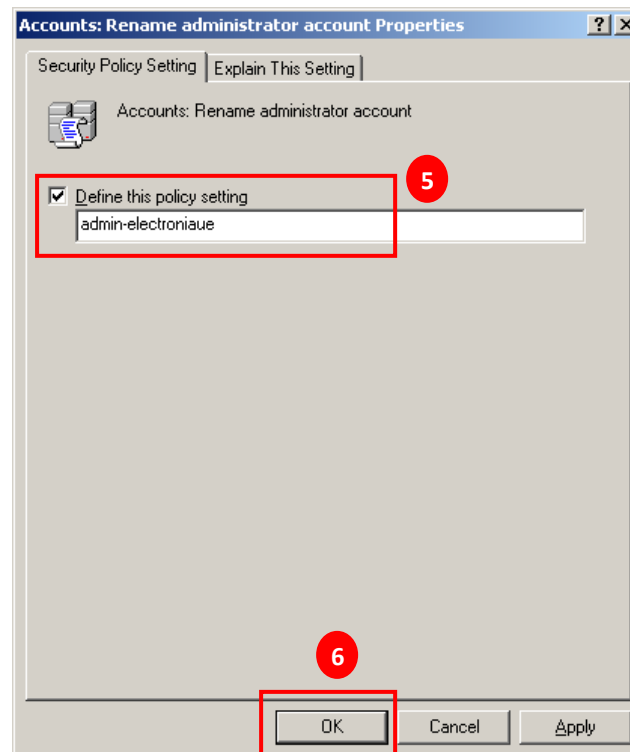 Accounts: Rename administrator account Properties
Security Policy Setting
Explain This Setting
Accounts: Rename administrator account
5
Define this policy setting
admin-electroniaue
6
OK
Cancel
Apply